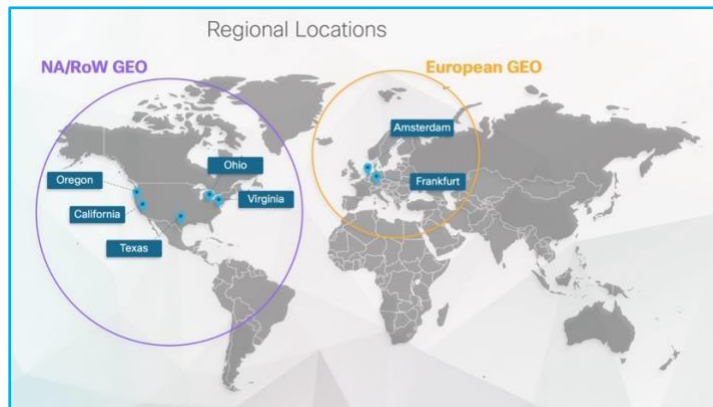 Regional Locations
NA/RoW GEO
European GEO
Amsterdam
Ohio
Oregon
Frankfurt
Virginia
California
Texas